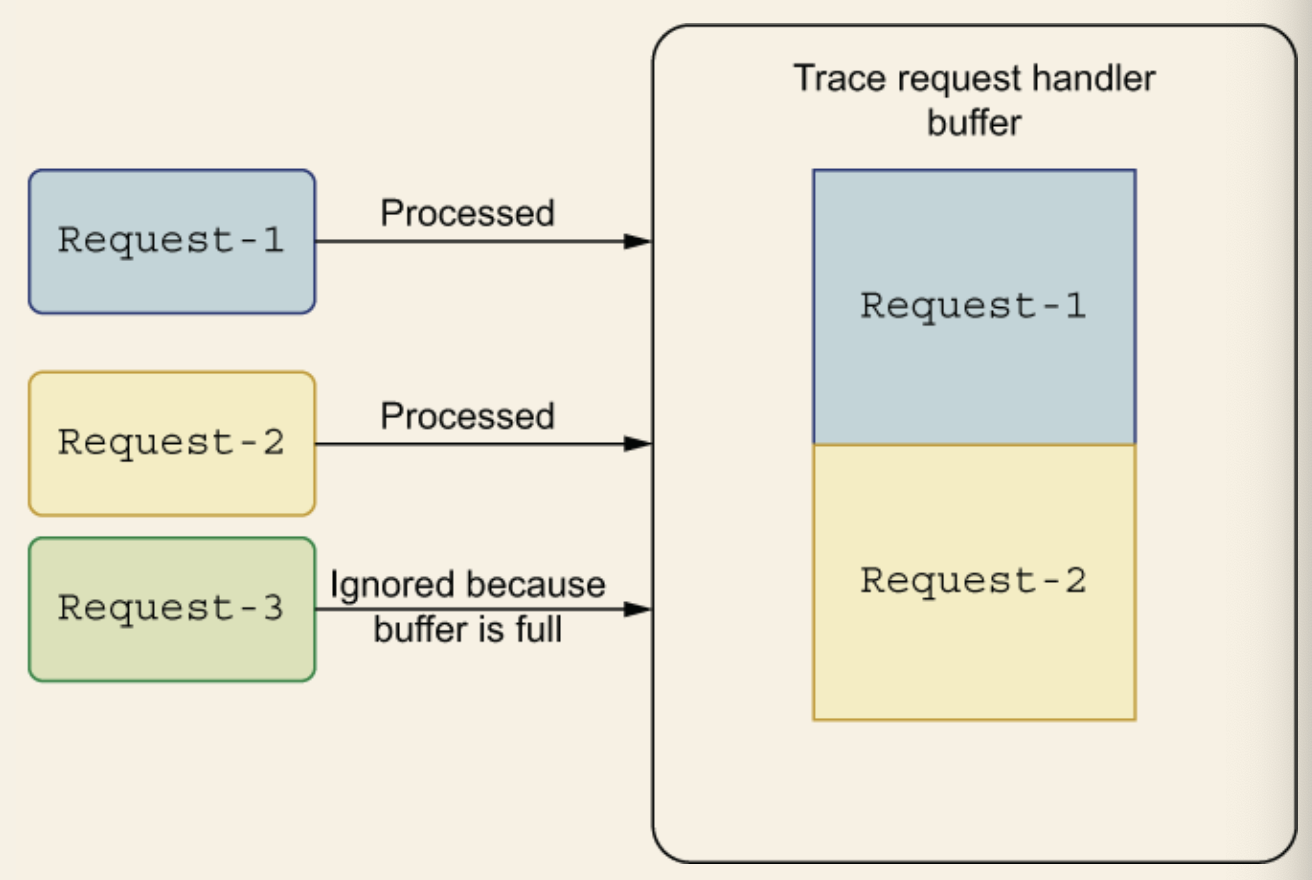 Trace request handler
buffer
Request-1
Processed
Request-1
Request-2
Processed
Request-2
Request-3
Ignored because
buffer is full